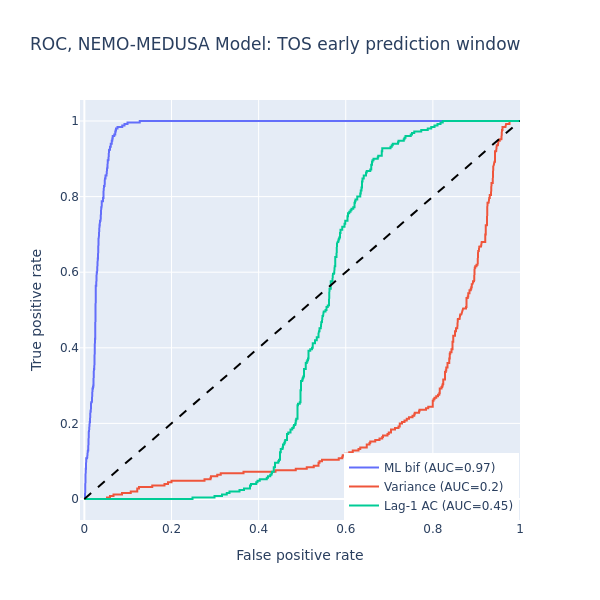 ROC, NEMO-MEDUSA Model: TOS early prediction window
True positive rate
1
0.8
0.6
0.4
0.2
0
0
0.2
0.4
0.6
0.8
1
False positive rate
ML bif (AUC=0.97)
Variance (AUC=0.2)
Lag-1 AC (AUC=0.45)